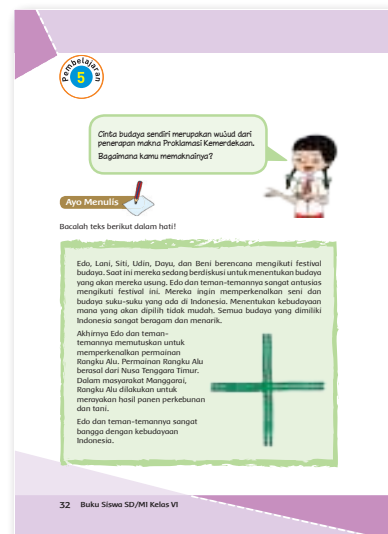 Pembelajaran
5
Cinta budaya sendiri merupakan wujud dari
penerapan makna Proklamasi Kemerdekaan.
Bagaimana kamu memaknainya?
Ayo Menulis
Bacalah teks berikut dalam hati!
Edo, Lani, Siti, Udin, Dayu, dan Beni berencana mengikuti festival
budaya. Saat ini mereka sedang berdiskusi untuk menentukan budaya
yang akan mereka usung. Edo dan teman-temannya sangat antusias
mengikuti festival ini. Mereka ingin memperkenalkan seni dan
budaya suku-suku yang ada di Indonesia. Menentukan kebudayaan
mana yang akan dipilih tidak mudah. Semua budaya yang dimiliki
Indonesia sangat beragam dan menarik.
Akhirnya Edo dan teman-
temannya memutuskan untuk
memperkenalkan permainan
Rangku Alu. Permainan Rangku Alu
berasal dari Nusa Tenggara Timur.
Dalam masyarakat Manggarai,
Rangku Alu dilakukan untuk
merayakan hasil panen perkebunan
dan tani.
Edo dan teman-temannya sangat
bangga dengan kebudayaan
Indonesia.
32 Buku Siswa SD/MI Kelas VI